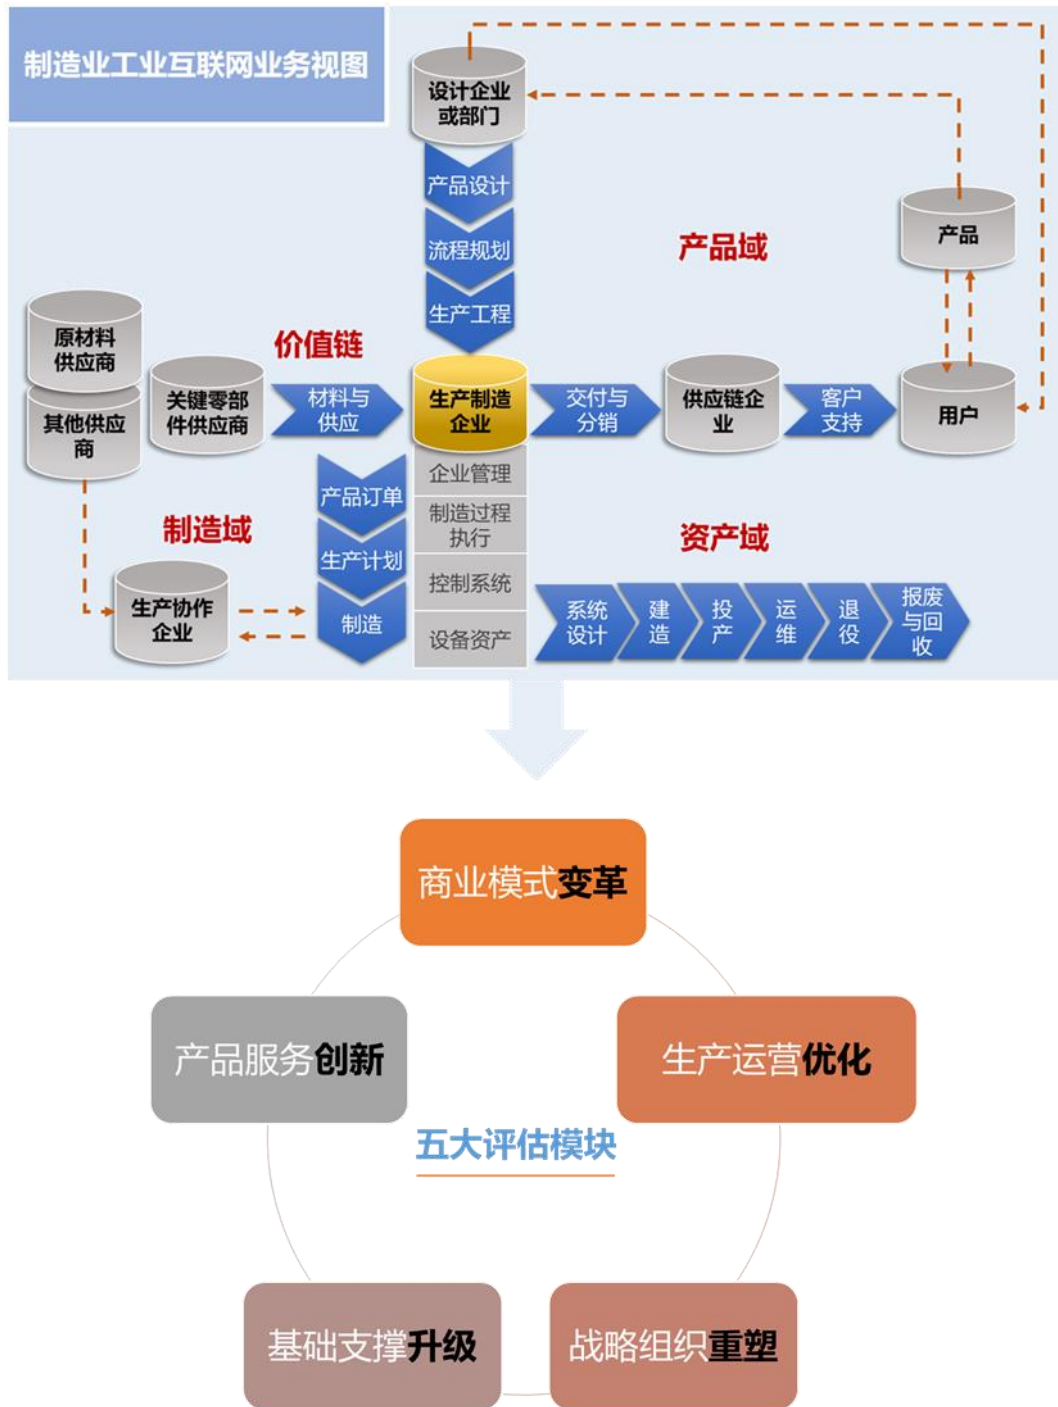 制造业工业互联网业务视图
设计企业
或部门
产品设计
流程规划
生产工程
产品域
产品
原材料
供应商
其他供应
商
关键零部
件供应商
价值链
材料与
供应
生产制造
企业
交付与
分销
供应链企
业
客户
支持
用户
企业管理
制造过程
执行
控制系统
设备资产
产品订单
生产计划
制造
制造域
生产协作
企业
资产域
系统
设计
建
造
投
产
运
维
退
役
报废
与回
收
商业模式变革
产品服务创新
生产运营优化
五大评估模块
基础支撑升级
战略组织重塑